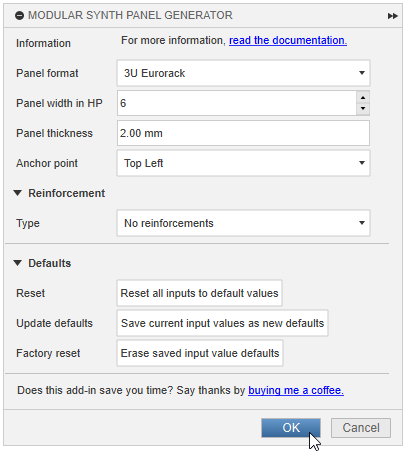 MODULAR SYNTH PANEL GENERATOR
Information For more information, read the documentation.
Panel format 3U Eurorack
Panel width in HP 6
Panel thickness 2.00 mm
Anchor point Top Left
Reinforcement
Type No reinforcements
Defaults
Reset Reset all inputs to default values
Update defaults Save current input values as new defaults
Factory reset Erase saved input value defaults
Does this add-in save you time? Say thanks by buying me a coffee.
OK Cancel